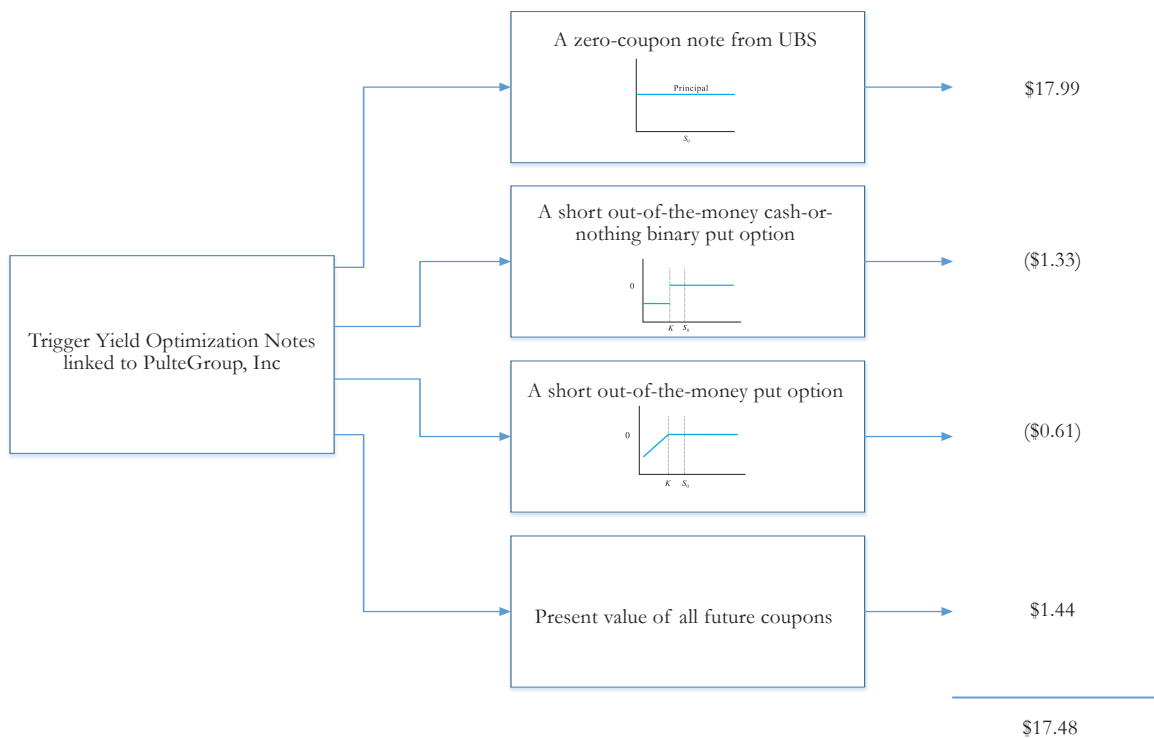 A zero-coupon note from UBS
Principal
S₀
$17.99
A short out-of-the-money cash-or-
nothing binary put option
0
K S₀
($1.33)
Trigger Yield Optimization Notes
linked to PulteGroup, Inc
A short out-of-the-money put option
0
K S₀
($0.61)
Present value of all future coupons
$1.44
$17.48